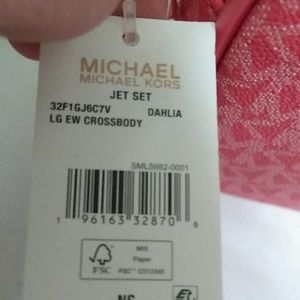 MICHAEL
MICHAEL KORS
JET SET
32F1GJ6C7V DAHLIA
LG EW CROSSBODY
SMLS682-0001
1 96163 32870 6
FSC
MIX
Paper
FSC™ C012345
NS